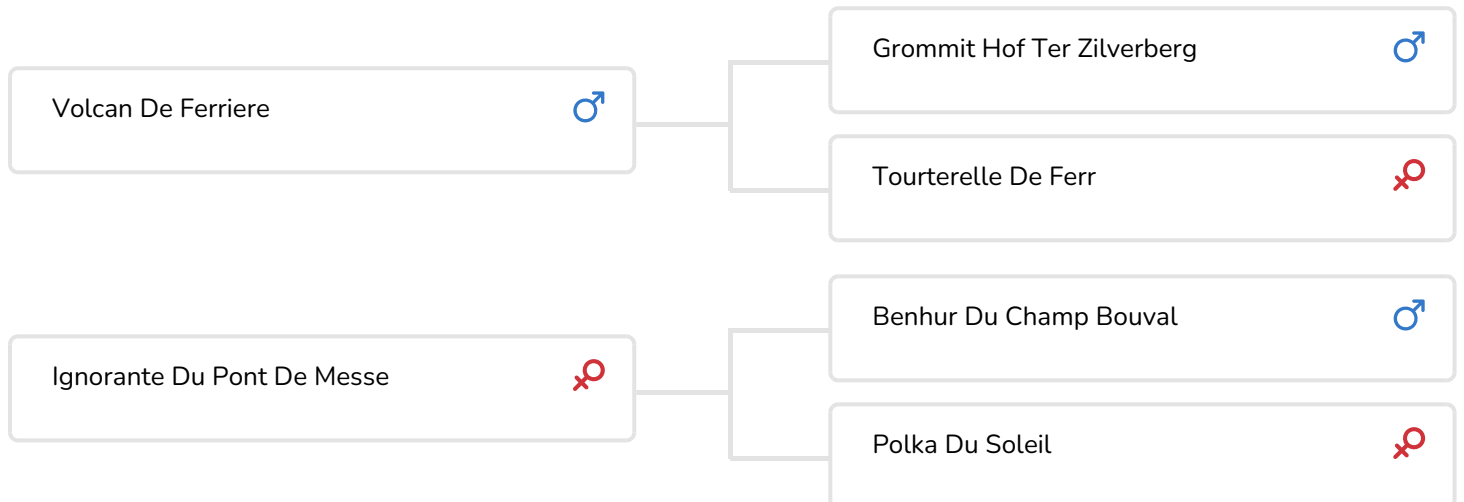 Volcan De Ferriere
Grommit Hof Ter Zilverberg
Tourterelle De Ferr
Ignorante Du Pont De Messe
Benhur Du Champ Bouval
Polka Du Soleil